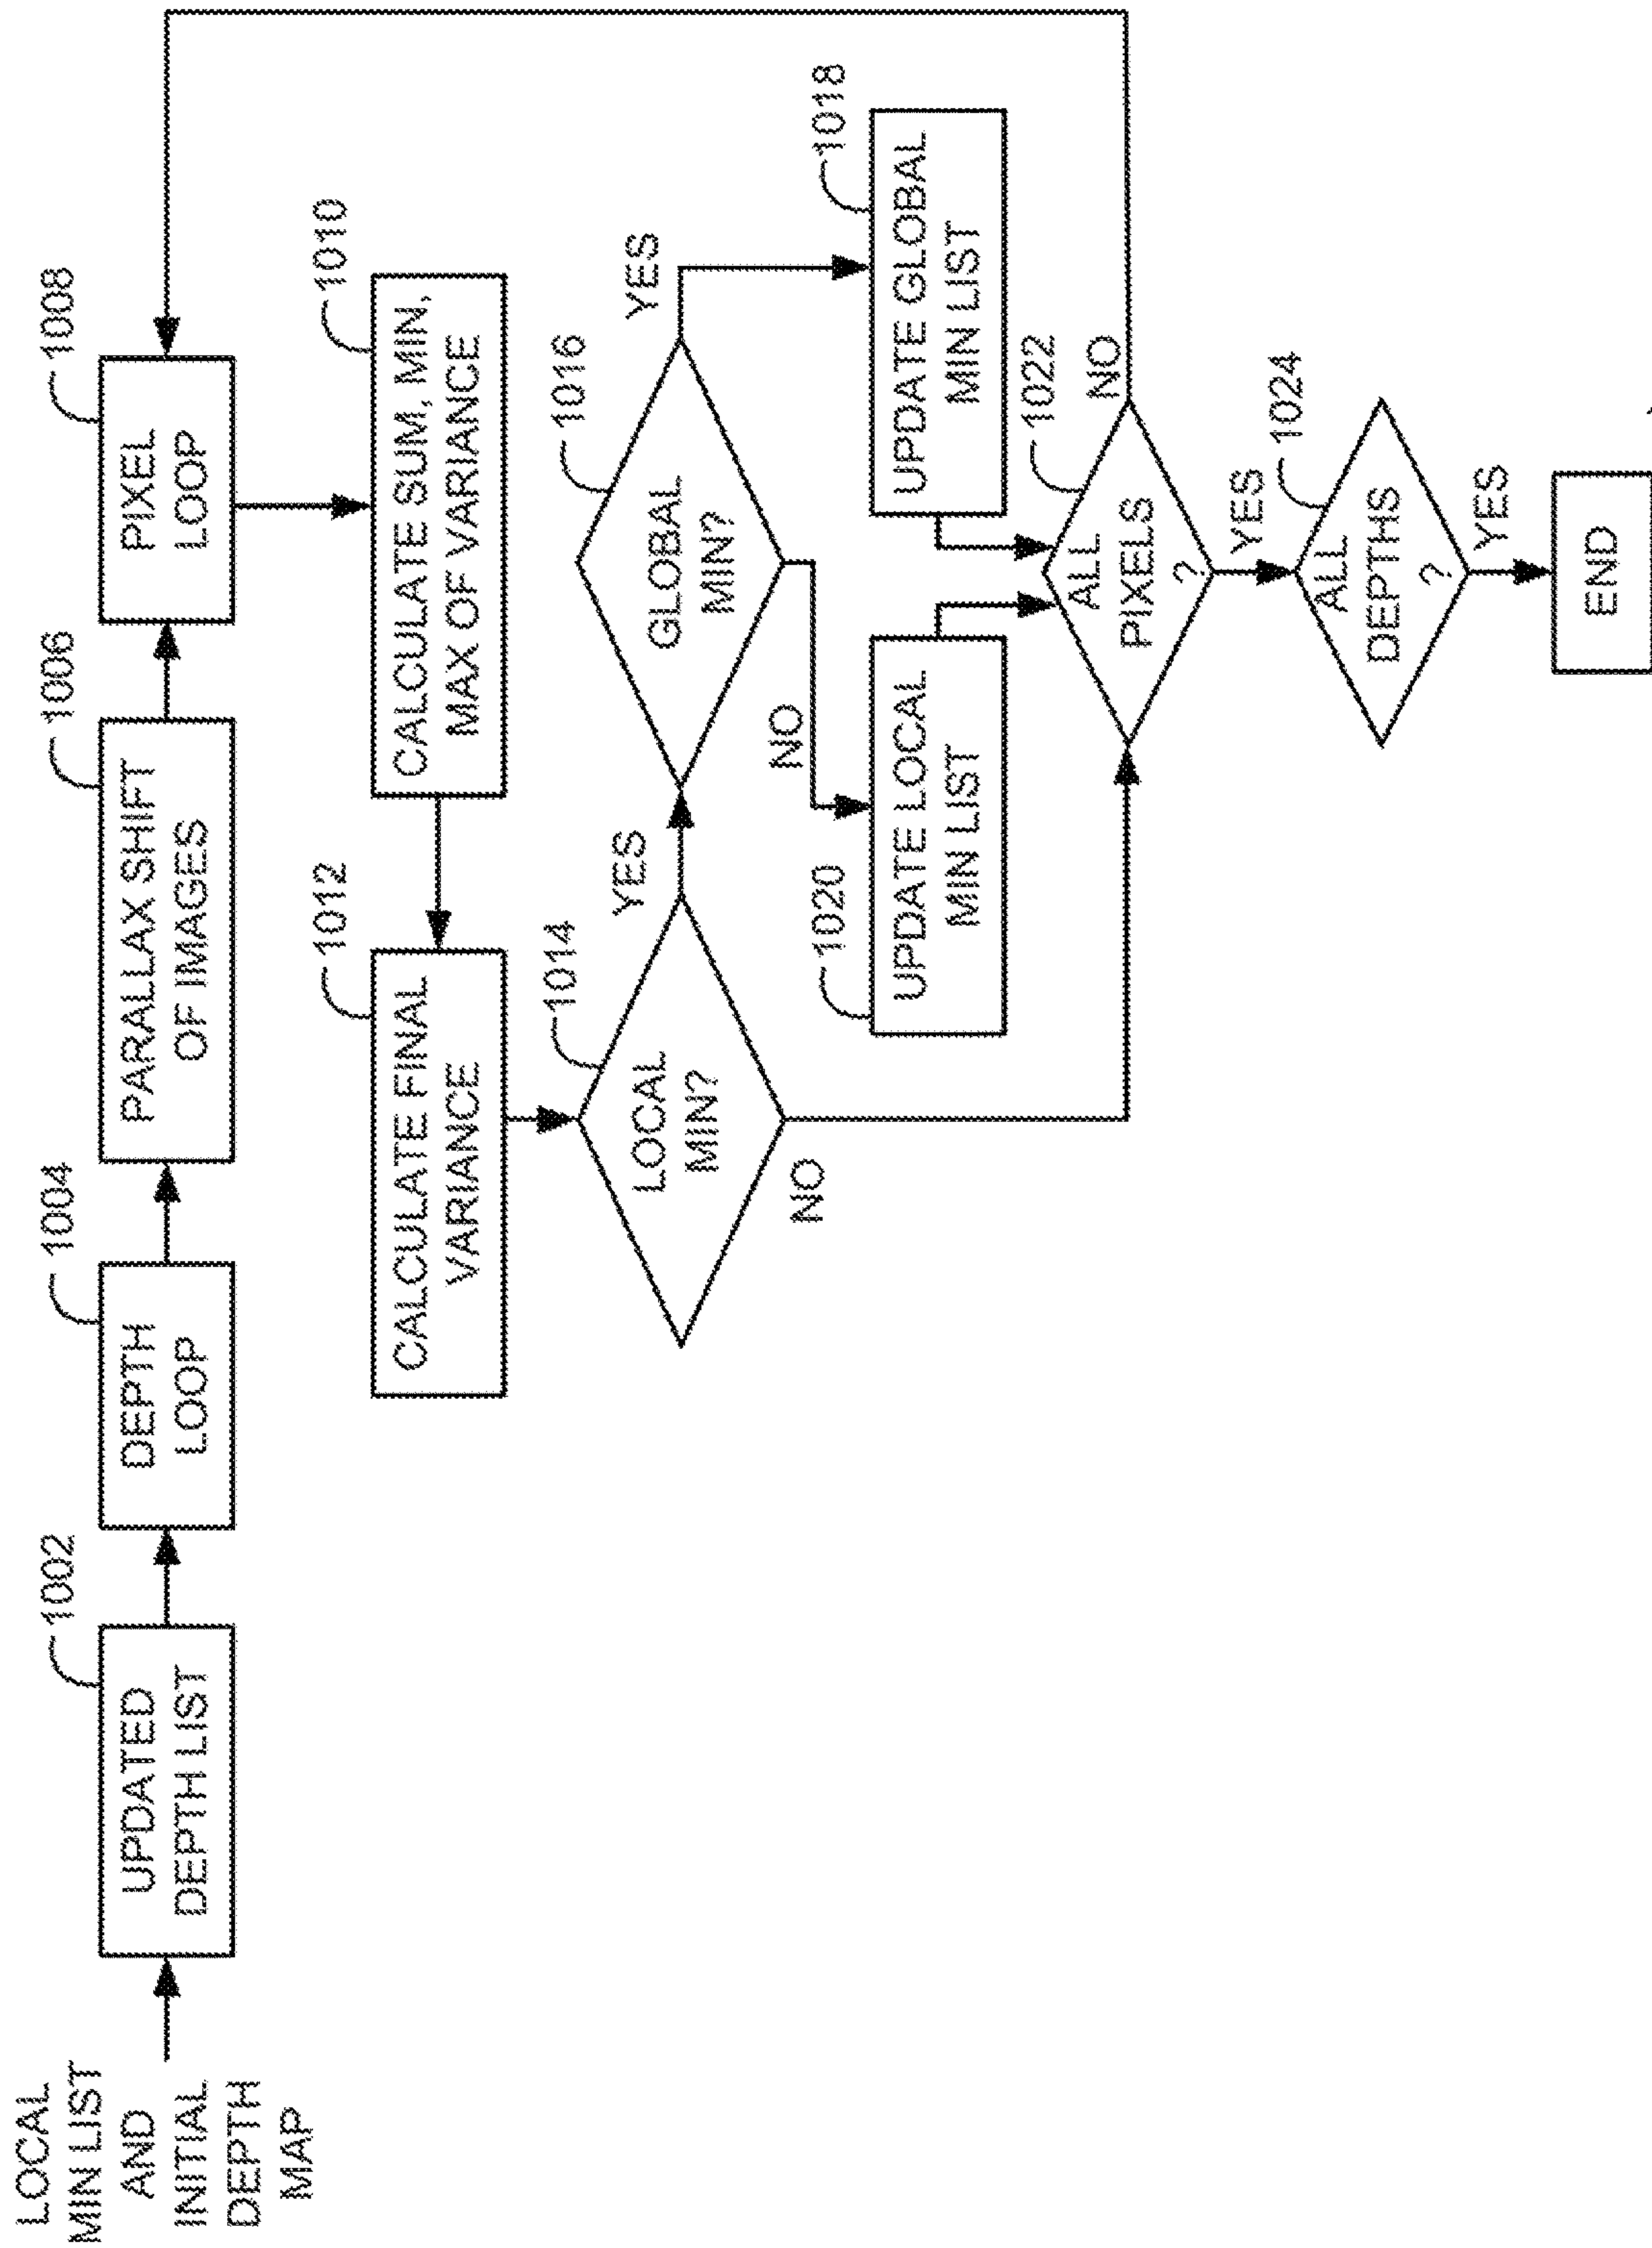 LOCAL
MIN LIST
AND
INITIAL
DEPTH
MAP
1002
UPDATED
DEPTH LIST
1004
DEPTH
LOOP
1006
PARALLAX SHIFT
OF IMAGES
1008
PIXEL
LOOP
1010
CALCULATE SUM, MIN,
MAX OF VARIANCE
1012
CALCULATE FINAL
VARIANCE
1014
LOCAL
MIN?
YES
NO
1016
GLOBAL
MIN?
YES
NO
1018
UPDATE GLOBAL
MIN LIST
1020
UPDATE LOCAL
MIN LIST
1022
ALL
PIXELS
?
NO
YES
1024
ALL
DEPTHS
?
YES
END